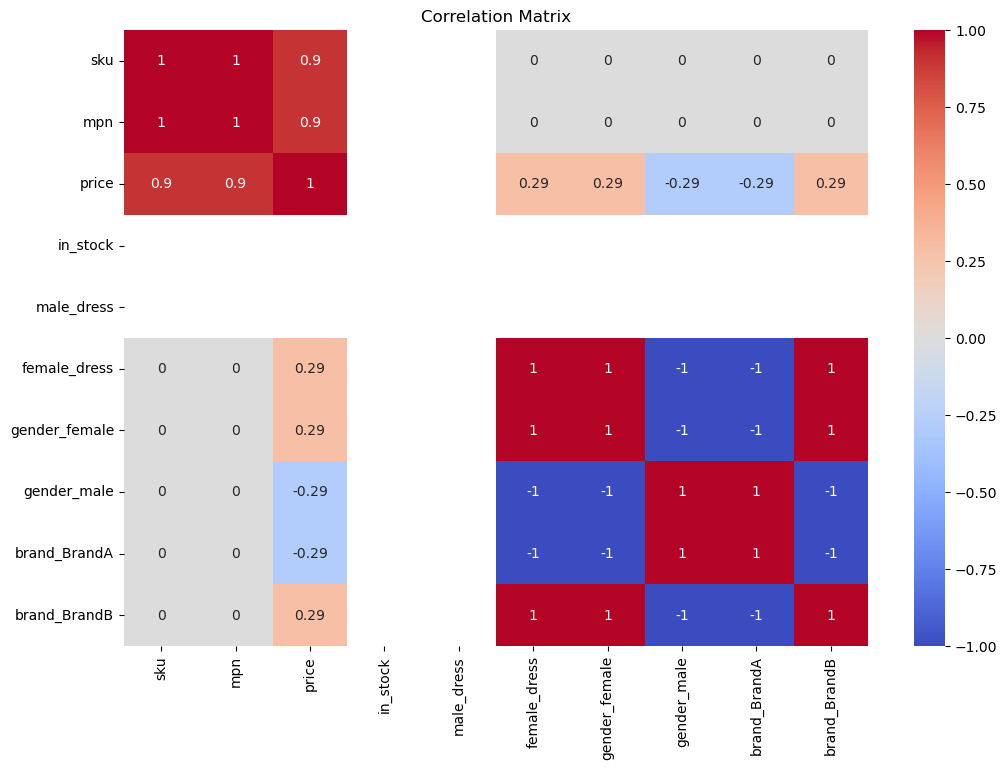 Correlation Matrix
sku 1 1 0.9 0 0 0 0 0
mpn 1 1 0.9 0 0 0 0 0
price 0.9 0.9 1 0.29 0.29 -0.29 -0.29 0.29
in_stock
male_dress
female_dress 0 0 0.29 1 1 -1 -1 1
gender_female 0 0 0.29 1 1 -1 -1 1
gender_male 0 0 -0.29 -1 -1 1 1 -1
brand_BrandA 0 0 -0.29 -1 -1 1 1 -1
brand_BrandB 0 0 0.29 1 1 -1 -1 1
sku
mpn
price
in_stock
male_dress
female_dress
gender_female
gender_male
brand_BrandA
brand_BrandB
1.00
0.75
0.50
0.25
0.00
−0.25
−0.50
−0.75
−1.00